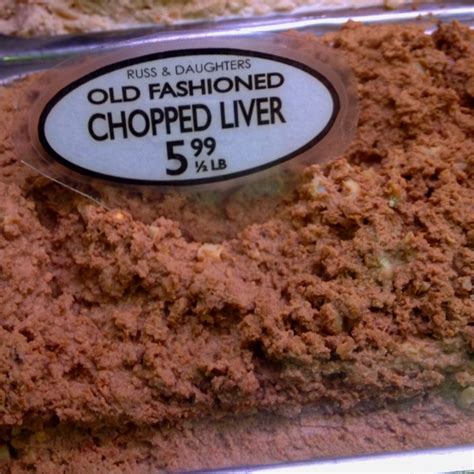 RUSS & DAUGHTERS
OLD FASHIONED
CHOPPED LIVER
5 99
½ LB